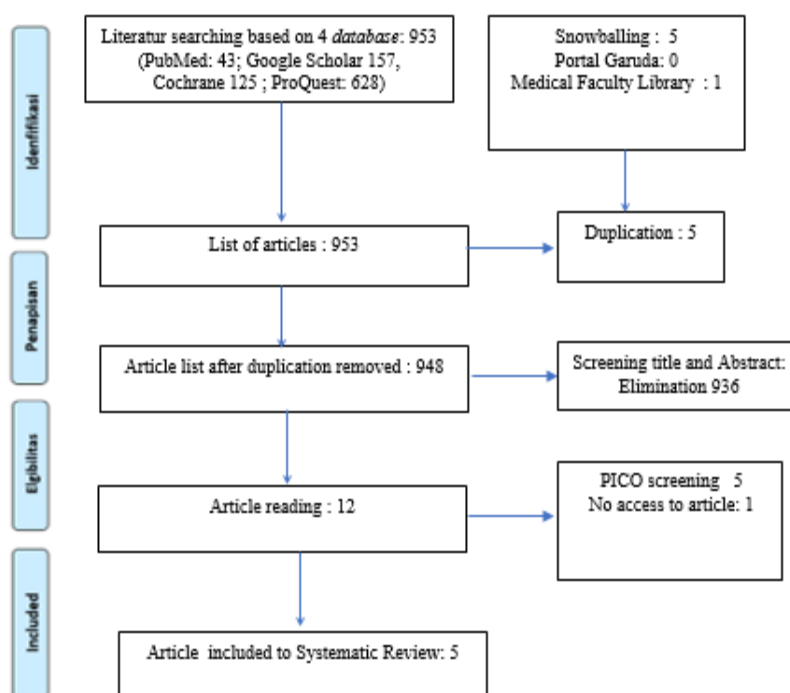 Literatur searching based on 4 database: 953
(PubMed: 43; Google Scholar 157,
Cochrane 125 ; ProQuest: 628)
Snowballing : 5
Portal Garuda: 0
Medical Faculty Library : 1
Idenfifikasi
List of articles : 953
Duplication : 5
Penapisan
Article list after duplication removed : 948
Screening title and Abstract:
Elimination 936
Elgibilitas
Article reading : 12
PICO screening 5
No access to article: 1
Included
Article included to Systematic Review: 5